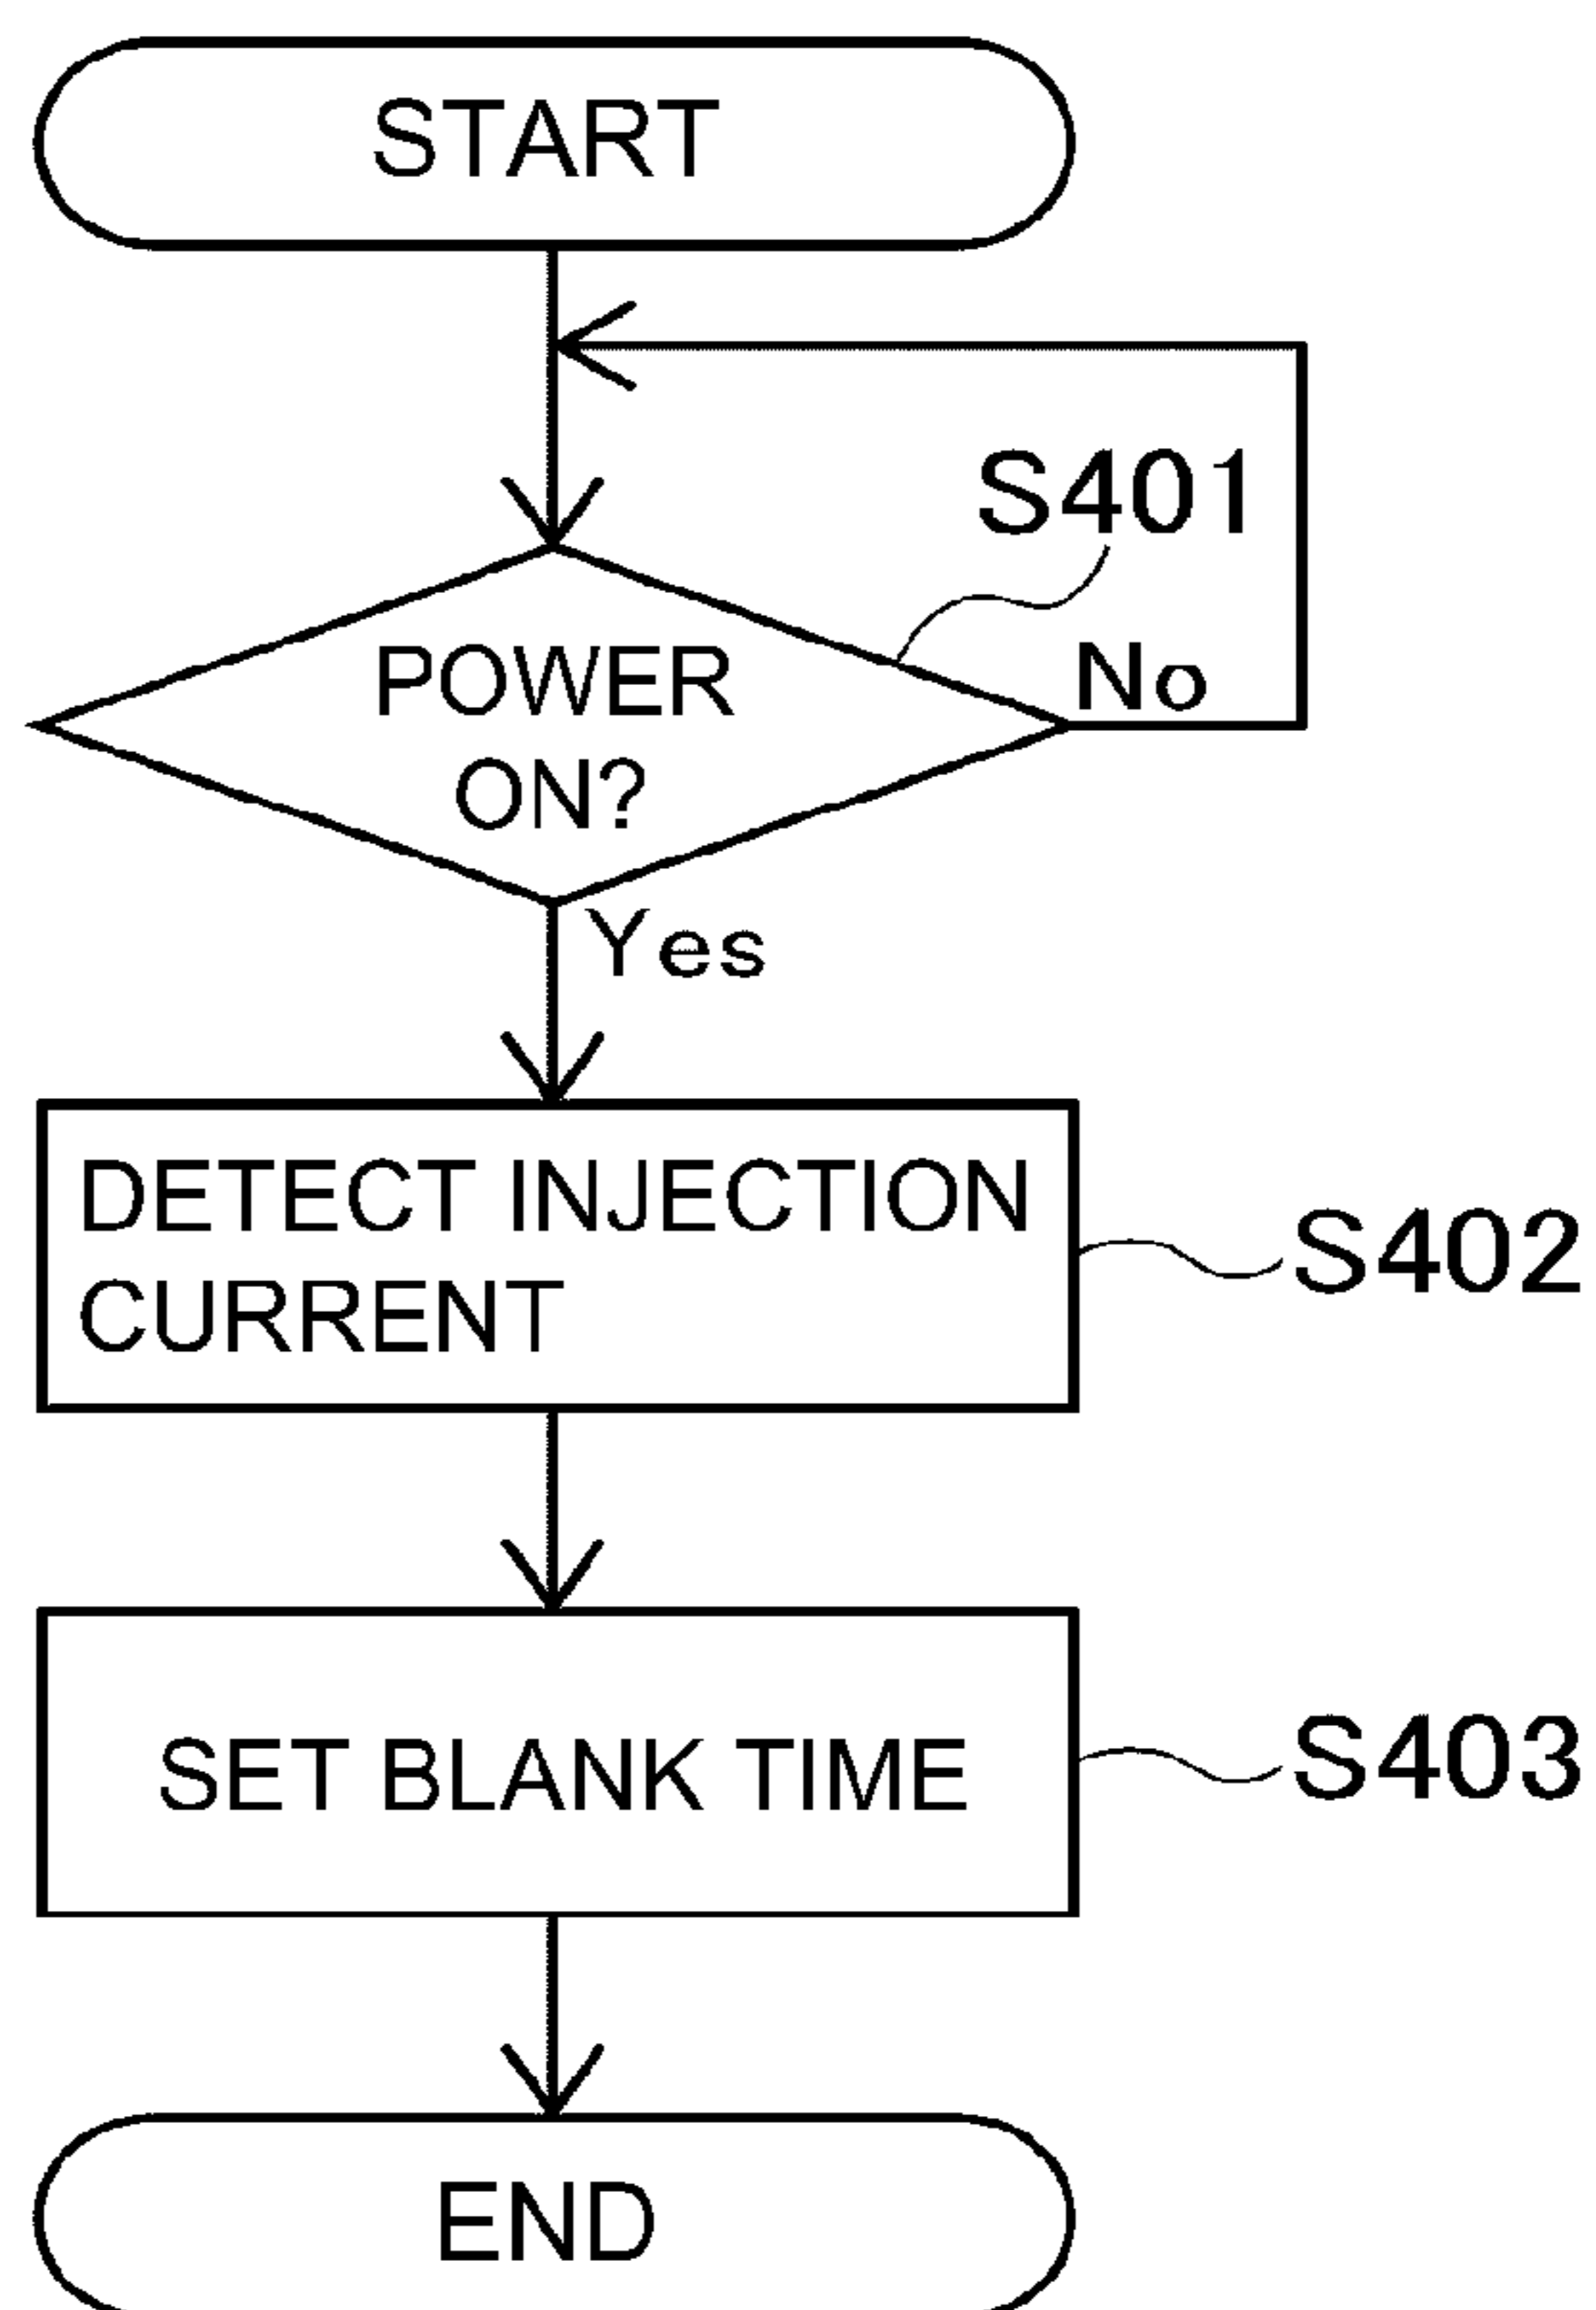 START
S401
POWER
ON?
No
Yes
DETECT INJECTION
CURRENT
S402
SET BLANK TIME
S403
END